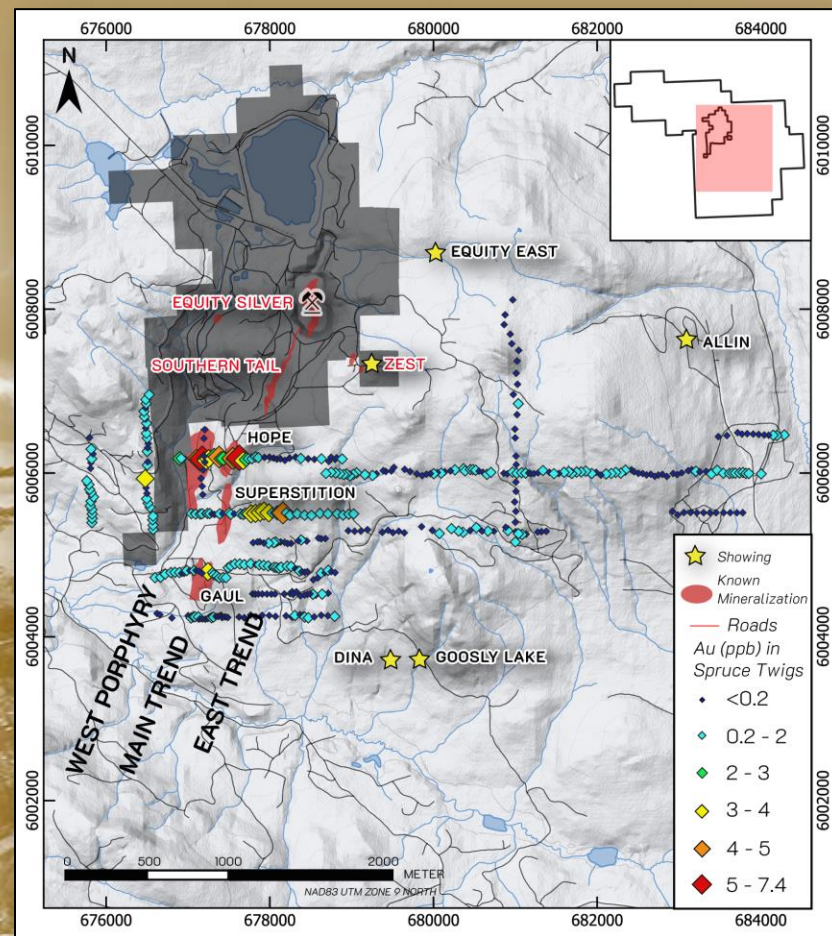 676000 678000 680000 682000 684000
N
6010000 6010000
EQUITY EAST
EQUITY SILVER
6008000 6008000
ALLIN
SOUTHERN TAIL
ZEST
HOPE
6006000 6006000
SUPERSTITION
GAUL
WEST PORPHYRY
MAIN TREND
EAST TREND
6004000 6004000
DINA
GOOSLY LAKE
6002000 6002000
Showing
Known
Mineralization
Roads
Au (ppb) in
Spruce Twigs
<0.2
0.2 - 2
2 - 3
3 - 4
4 - 5
5 - 7.4
0 500 1000 2000
METER
NAD83 UTM ZONE 9 NORTH
676000 678000 680000 682000 684000